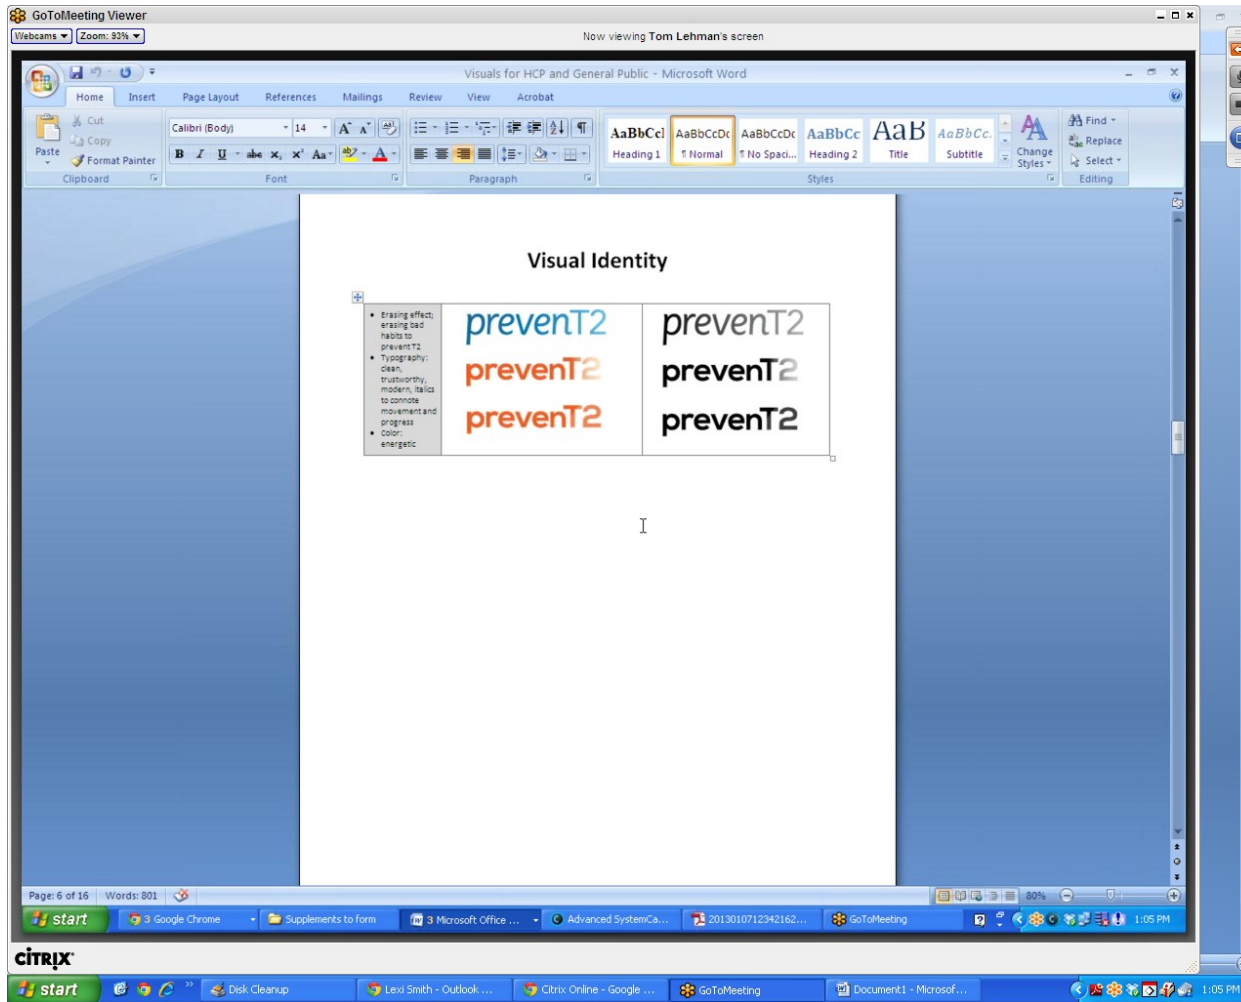 GoToMeeting Viewer
Webcams Zoom: 93% Now viewing Tom Lehman's screen
Visuals for HCP and General Public - Microsoft Word
Home Insert Page Layout References Mailings Review View Acrobat
Cut
Copy
Format Painter
Paste
Clipboard
Calibri (Body) 14
Font
Paragraph
AaBbCcI AaBbCcDc AaBbCcDc AaBbCc AaB AaBbCc.
Heading 1 ¶ Normal ¶ No Spaci... Heading 2 Title Subtitle
Change Styles
Styles
Find
Replace
Select
Editing
Visual Identity
• Erasing effect;
erasing bad
habits to
prevent T2
• Typography:
clean,
trustworthy,
modern, italics
to connote
movement and
progress
• Color:
energetic
prevenT2
prevenT2
prevenT2
prevenT2
prevenT2
prevenT2
Page: 6 of 16 Words: 801 80%
start 3 Google Chrome Supplements to form 3 Microsoft Office ... Advanced SystemCa... 2013010712342162... GoToMeeting 1:05 PM
CITRIX
start Disk Cleanup Lexi Smith - Outlook ... Citrix Online - Google ... GoToMeeting Document1 - Microsof... 1:05 PM